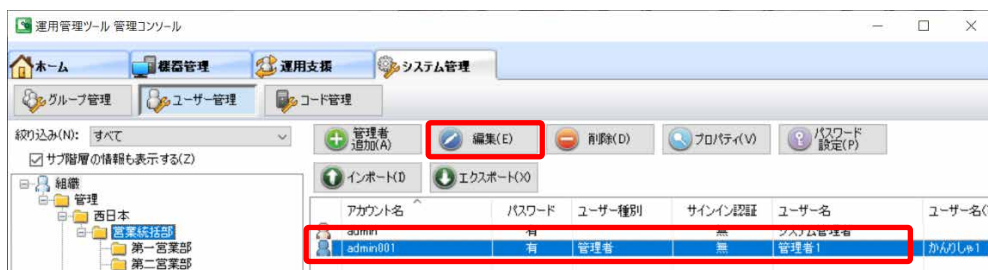 運用管理ツール 管理コンソール
ホーム 機器管理 運用支援 システム管理
グループ管理 ユーザー管理 コード管理
絞り込み(N): すべて
サブ階層の情報も表示する(Z)
管理者追加(A) 編集(E) 削除(D) プロパティ(V) パスワード設定(P)
インポート(I) エクスポート(X)
組織
管理
西日本
営業統括部
第一営業部
第二営業部
アカウント名 パスワード ユーザー種別 サインイン認証 ユーザー名 ユーザー名(
admin 有 無 システム管理者
admin001 有 管理者 無 管理者1 かんりしゃ1